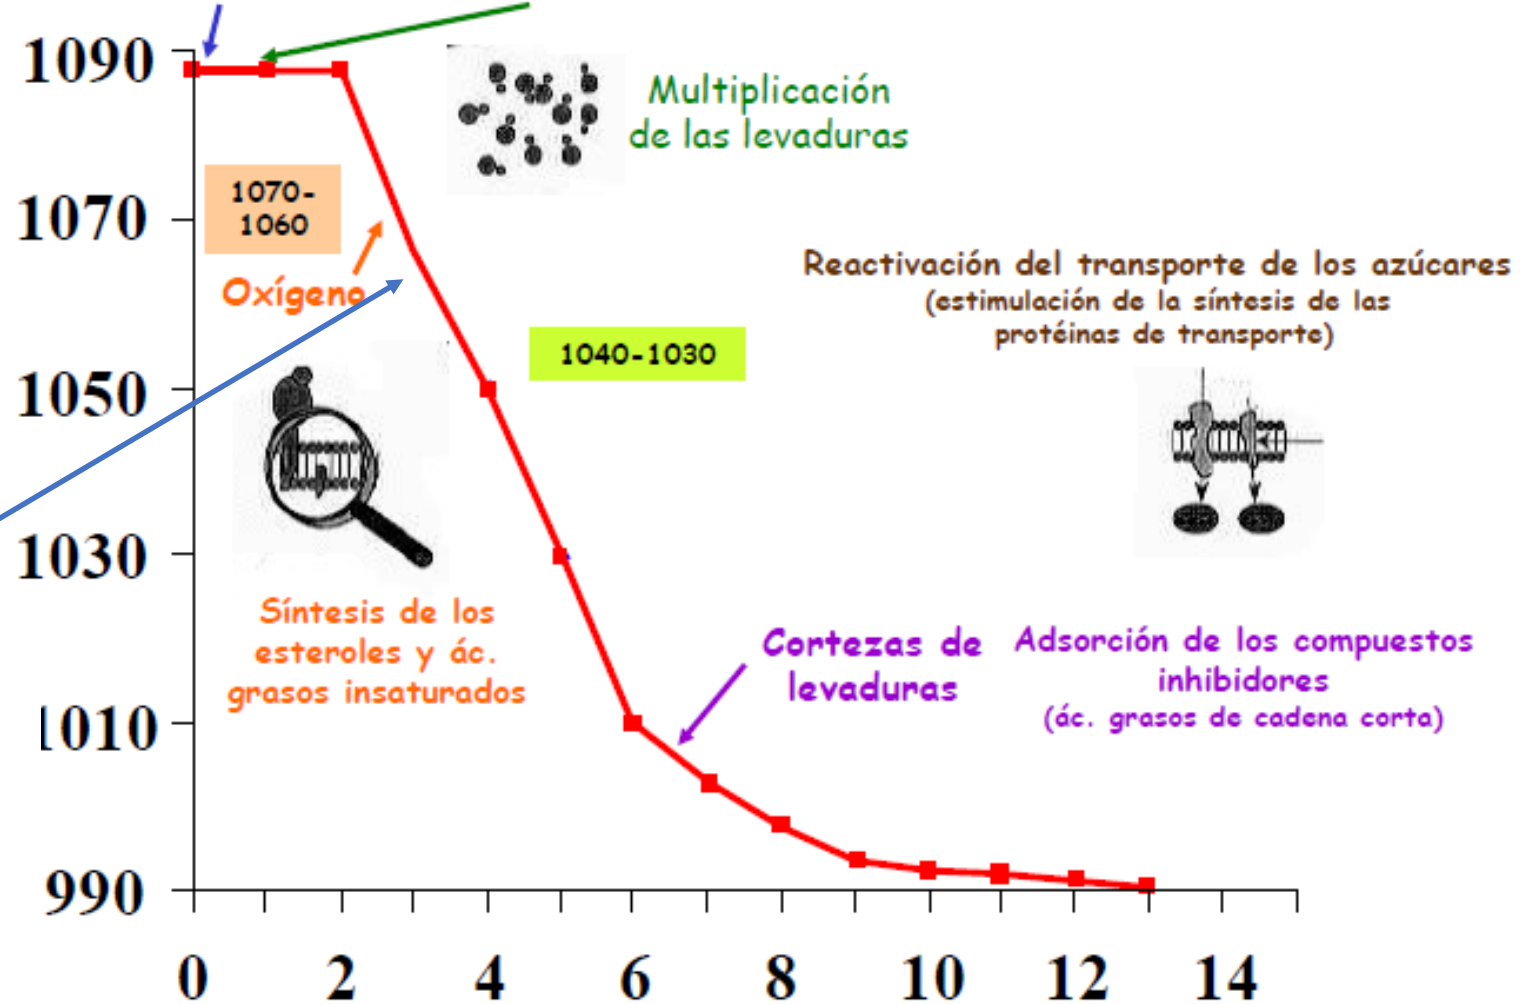 1090
Multiplicación
de las levaduras
1070-
1060
1070
Oxígeno
Reactivación del transporte de los azúcares
(estimulación de la síntesis de las
protéinas de transporte)
1040-1030
1050
1030
Síntesis de los
esteroles y ác.
grasos insaturados
Cortezas de
levaduras
Adsorción de los compuestos
inhibidores
(ác. grasos de cadena corta)
1010
990
0 2 4 6 8 10 12 14